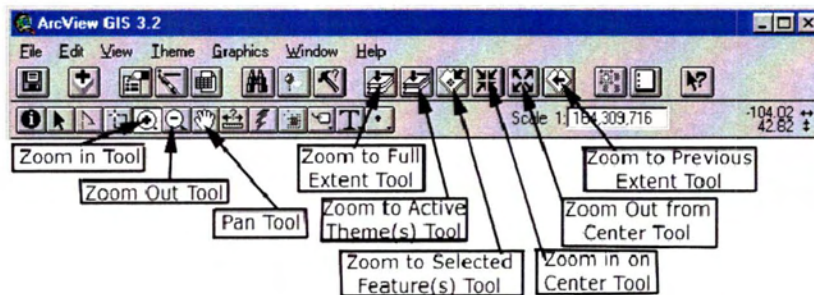 ArcView GIS 3.2
File Edit View Theme Graphics Window Help
Scale 1: 184,309,716
-104.02
42.82
Zoom in Tool
Zoom Out Tool
Pan Tool
Zoom to Full
Extent Tool
Zoom to Active
Theme(s) Tool
Zoom to Selected
Feature(s) Tool
Zoom in on
Center Tool
Zoom Out from
Center Tool
Zoom to Previous
Extent Tool